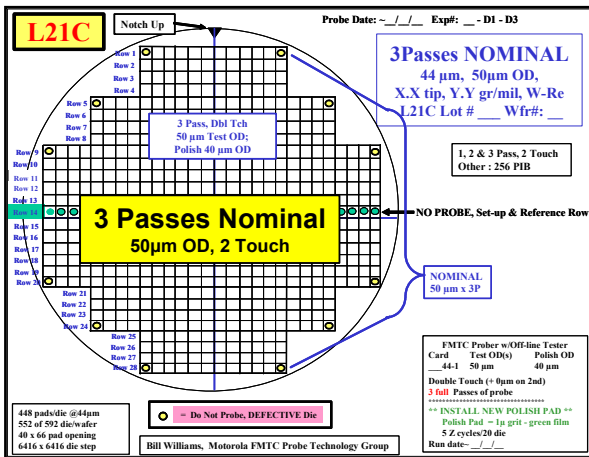 L21C
Notch Up
Probe Date: ~__/__/__ Exp#: __ - D1 - D3
3Passes NOMINAL
44 µm, 50µm OD,
X.X tip, Y.Y gr/mil, W-Re
L21C Lot # ___ Wfr#: __
Row 1
Row 2
Row 3
Row 4
Row 5
Row 6
Row 7
Row 8
3 Pass, Dbl Tch
50 µm Test OD;
Polish 40 µm OD
Row 9
Row 10
Row 11
Row 12
Row 13
Row 14
Row 15
Row 16
Row 17
Row 18
Row 19
Row 20
Row 21
Row 22
Row 23
Row 24
Row 25
Row 26
Row 27
Row 28
1, 2 & 3 Pass, 2 Touch
Other : 256 PIB
3 Passes Nominal
50µm OD, 2 Touch
NO PROBE, Set-up & Reference Row
NOMINAL
50 µm x 3P
FMTC Prober w/Off-line Tester
Card Test OD(s) Polish OD
___44-1 50 µm 40 µm
Double Touch (+ 0µm on 2nd)
3 full Passes of probe
********************************
** INSTALL NEW POLISH PAD **
Polish Pad = 1µ grit - green film
5 Z cycles/20 die
Run date~ __/__/__
448 pads/die @44µm
552 of 592 die/wafer
40 x 66 pad opening
6416 x 6416 die step
= Do Not Probe, DEFECTIVE Die
Bill Williams, Motorola FMTC Probe Technology Group